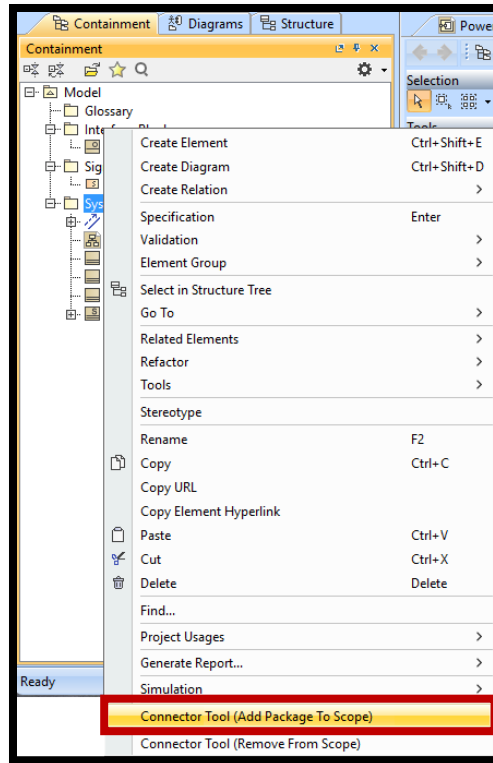 Containment Diagrams Structure
Containment
Model
Glossary
Sig
Sys
Ready
Create Element Ctrl+Shift+E
Create Diagram Ctrl+Shift+D
Create Relation
Specification Enter
Validation
Element Group
Select in Structure Tree
Go To
Related Elements
Refactor
Tools
Stereotype
Rename F2
Copy Ctrl+C
Copy URL
Copy Element Hyperlink
Paste Ctrl+V
Cut Ctrl+X
Delete Delete
Find...
Project Usages
Generate Report...
Simulation
Connector Tool (Add Package To Scope)
Connector Tool (Remove From Scope)
Powe
Selection
Tools